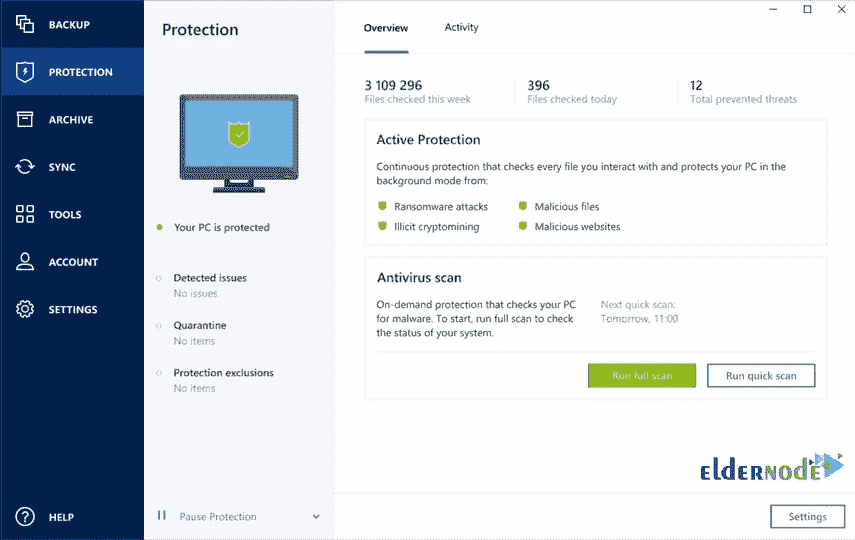 BACKUP
PROTECTION
ARCHIVE
SYNC
TOOLS
ACCOUNT
SETTINGS
HELP
Protection
Your PC is protected
Detected issues
No issues
Quarantine
No items
Protection exclusions
No items
Pause Protection
Overview Activity
3 109 296 396 12
Files checked this week Files checked today Total prevented threats
Active Protection
Continuous protection that checks every file you interact with and protects your PC in the
background mode from:
Ransomware attacks Malicious files
Illicit cryptomining Malicious websites
Antivirus scan
On-demand protection that checks your PC
for malware. To start, run full scan to check
the status of your system.
Next quick scan:
Tomorrow, 11:00
Run full scan Run quick scan
eldernode
Settings